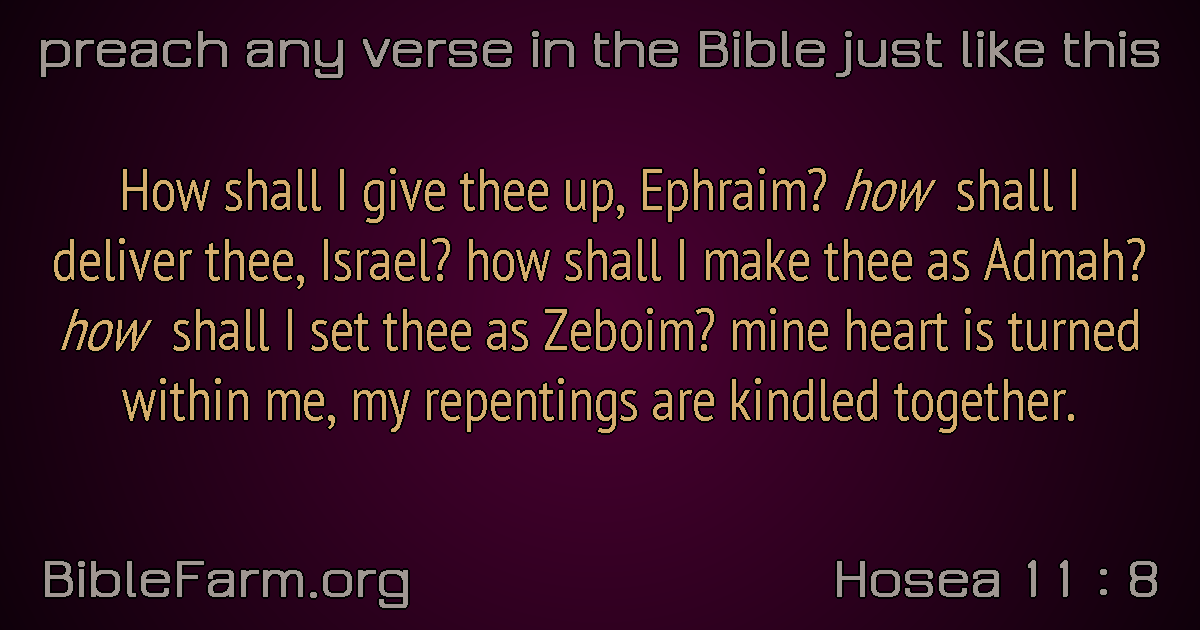 preach any verse in the Bible just like this
How shall I give thee up, Ephraim? how shall I
deliver thee, Israel? how shall I make thee as Admah?
how shall I set thee as Zeboim? mine heart is turned
within me, my repentings are kindled together.
BibleFarm.org
Hosea 11 : 8